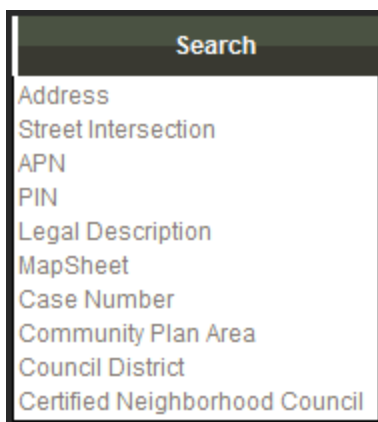 Search
Address
Street Intersection
APN
PIN
Legal Description
MapSheet
Case Number
Community Plan Area
Council District
Certified Neighborhood Council